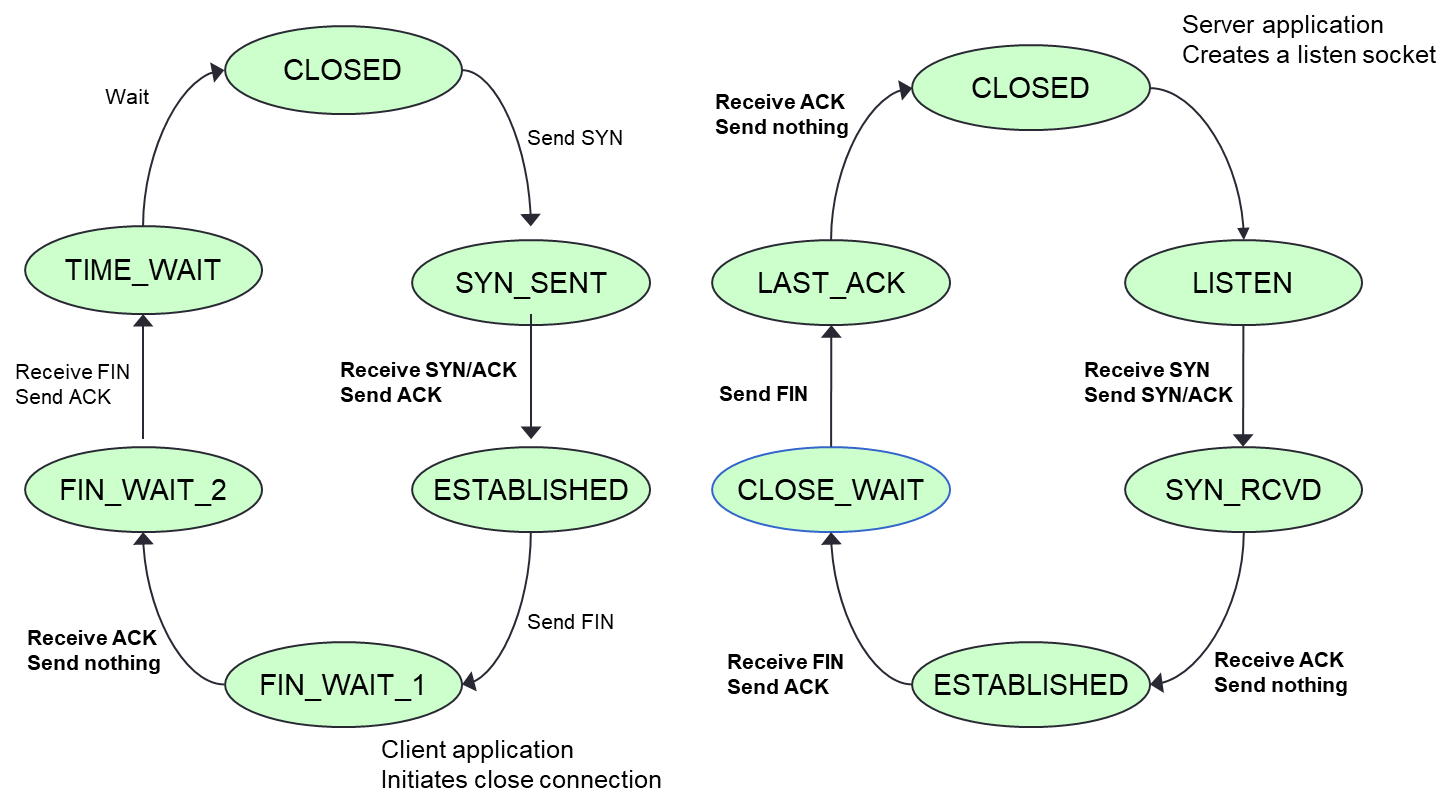 CLOSED
Wait
Send SYN
TIME_WAIT
SYN_SENT
Receive FIN
Send ACK
Receive SYN/ACK
Send ACK
FIN_WAIT_2
ESTABLISHED
Receive ACK
Send nothing
Send FIN
FIN_WAIT_1
Client application
Initiates close connection
Server application
Creates a listen socket
CLOSED
Receive ACK
Send nothing
LAST_ACK
LISTEN
Send FIN
Receive SYN
Send SYN/ACK
CLOSE_WAIT
SYN_RCVD
Receive FIN
Send ACK
ESTABLISHED
Receive ACK
Send nothing